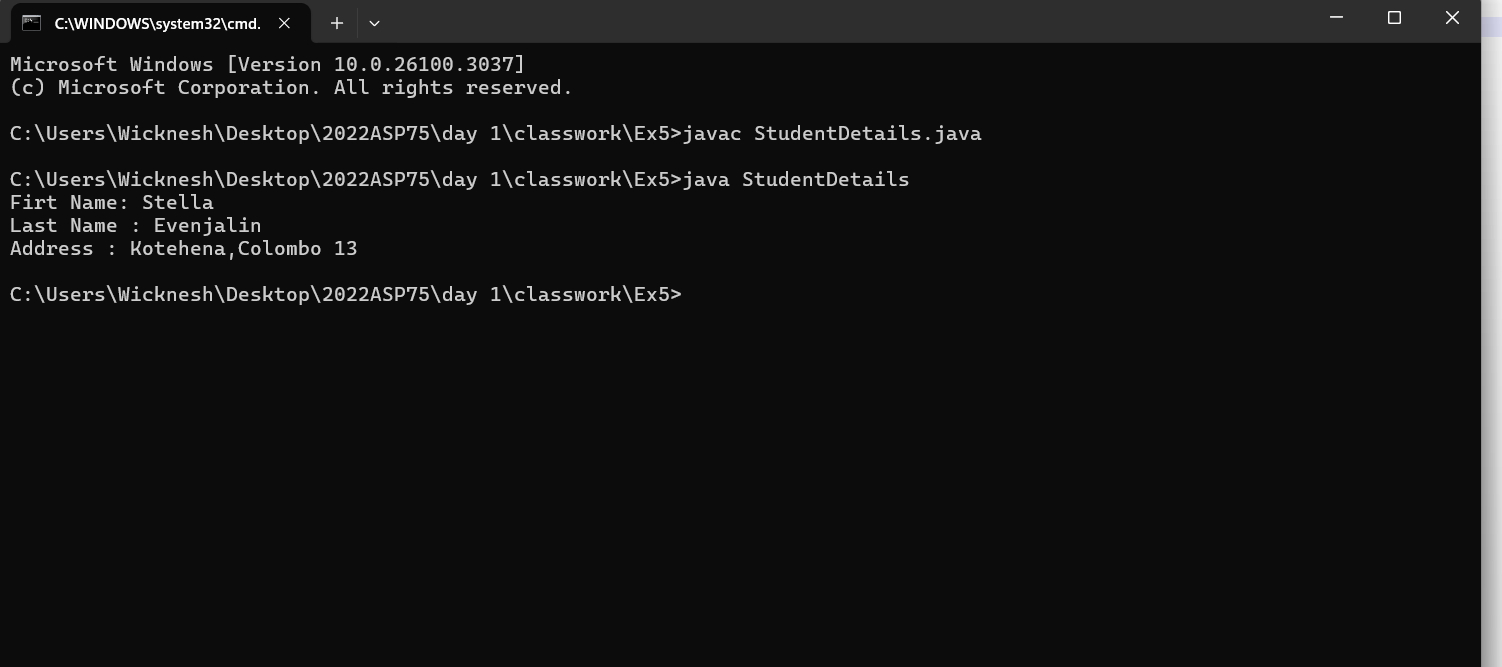 C:\WINDOWS\system32\cmd.
Microsoft Windows [Version 10.0.26100.3037]
(c) Microsoft Corporation. All rights reserved.
C:\Users\Wicknesh\Desktop\2022ASP75\day 1\classwork\Ex5>javac StudentDetails.java
C:\Users\Wicknesh\Desktop\2022ASP75\day 1\classwork\Ex5>java StudentDetails
Firt Name: Stella
Last Name : Evenjalin
Address : Kotehena,Colombo 13
C:\Users\Wicknesh\Desktop\2022ASP75\day 1\classwork\Ex5>